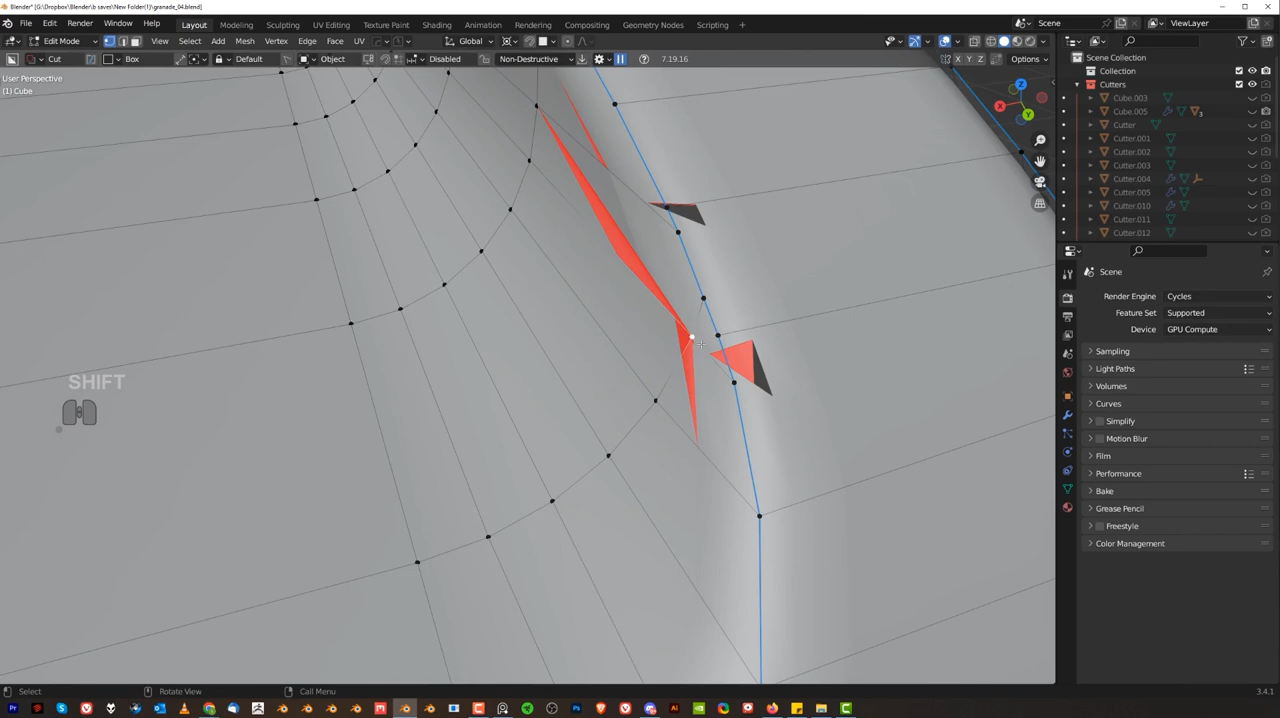 Blender* [G:\Dropbox\Blender\b saves\New Folder(1)\granade_04.blend]
File Edit Render Window Help Layout Modeling Sculpting UV Editing Texture Paint Shading Animation Rendering Compositing Geometry Nodes Scripting + Scene ViewLayer
Edit Mode View Select Add Mesh Vertex Edge Face UV Global
Cut Box Default Object Disabled Non-Destructive 7.19.16 X Y Z Options
User Perspective
(1) Cube
Scene Collection
Collection
Cutters
Cube.003
Cube.005 3
Cutter
Cutter.001
Cutter.002
Cutter.003
Cutter.004
Cutter.005
Cutter.010
Cutter.011
Cutter.012
Z
X
Y
Scene
Render Engine Cycles
Feature Set Supported
Device GPU Compute
Sampling
Light Paths
Volumes
Curves
Simplify
Motion Blur
Film
Performance
Bake
Grease Pencil
Freestyle
Color Management
SHIFT
Select Rotate View Call Menu 3.4.1